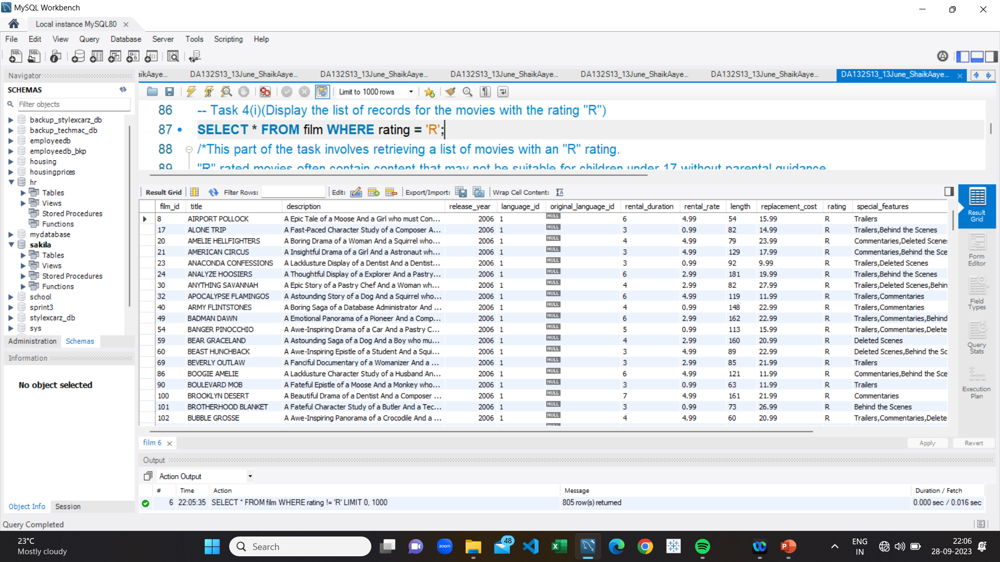 MySQL Workbench
Local instance MySQL80
File Edit View Query Database Server Tools Scripting Help
Navigator
SCHEMAS
Filter objects
backup_stylexcarz_db
backup_techmac_db
employeedb
employeedb_bkp
housing
housingprices
hr
Tables
Views
Stored Procedures
Functions
mydatabase
sakila
Tables
Views
Stored Procedures
Functions
school
sprint3
stylexcarz_db
sys
Administration Schemas
Information
No object selected
Object Info Session
Query Completed
aikAaye... DA132S13_13June_ShaikAaye... DA132S13_13June_ShaikAaye... DA132S13_13June_ShaikAaye... DA132S13_13June_ShaikAaye... DA132S13_13June_ShaikAaye... DA132S13_13June_ShaikAaye...
Limit to 1000 rows
86 -- Task 4(i)(Display the list of records for the movies with the rating "R")
87 SELECT * FROM film WHERE rating = 'R';
88 /*This part of the task involves retrieving a list of movies with an "R" rating.
89 "R" rated movies often contain content that may not be suitable for children under 17 without parental guidance
Result Grid Filter Rows: Edit: Export/Import: Wrap Cell Content:
film_id title description release_year language_id original_language_id rental_duration rental_rate length replacement_cost rating special_features
8 AIRPORT POLLOCK A Epic Tale of a Moose And a Girl who must Con... 2006 1 NULL 6 4.99 54 15.99 R Trailers
17 ALONE TRIP A Fast-Paced Character Study of a Composer A... 2006 1 NULL 3 0.99 82 14.99 R Trailers,Behind the Scenes
20 AMELIE HELLFIGHTERS A Boring Drama of a Woman And a Squirrel who... 2006 1 NULL 4 4.99 79 23.99 R Commentaries,Deleted Scenes
21 AMERICAN CIRCUS A Insightful Drama of a Girl And a Astronaut wh... 2006 1 NULL 3 4.99 129 17.99 R Commentaries,Behind the Sce
23 ANACONDA CONFESSIONS A Lacklusture Display of a Dentist And a Dentist... 2006 1 NULL 3 0.99 92 9.99 R Trailers,Deleted Scenes
24 ANALYZE HOOSIERS A Thoughtful Display of a Explorer And a Pastry... 2006 1 NULL 6 2.99 181 19.99 R Trailers,Behind the Scenes
30 ANYTHING SAVANNAH A Epic Story of a Pastry Chef And a Woman wh... 2006 1 NULL 4 2.99 82 27.99 R Trailers,Deleted Scenes,Behin
32 APOCALYPSE FLAMINGOS A Astounding Story of a Dog And a Squirrel who... 2006 1 NULL 6 4.99 119 11.99 R Trailers,Commentaries
40 ARMY FLINTSTONES A Boring Saga of a Database Administrator And ... 2006 1 NULL 4 0.99 148 22.99 R Trailers,Commentaries
49 BADMAN DAWN A Emotional Panorama of a Pioneer And a Comp... 2006 1 NULL 6 2.99 162 22.99 R Trailers,Commentaries,Behind
54 BANGER PINOCCHIO A Awe-Inspiring Drama of a Car And a Pastry C... 2006 1 NULL 5 0.99 113 15.99 R Trailers,Commentaries,Delete
59 BEAR GRACELAND A Astounding Saga of a Dog And a Boy who mu... 2006 1 NULL 4 2.99 160 20.99 R Deleted Scenes
60 BEAST HUNCHBACK A Awe-Inspiring Epistle of a Student And a Squi... 2006 1 NULL 3 4.99 89 22.99 R Deleted Scenes,Behind the Sc
69 BEVERLY OUTLAW A Fanciful Documentary of a Womanizer And a ... 2006 1 NULL 3 2.99 85 21.99 R Trailers
86 BOOGIE AMELIE A Lacklusture Character Study of a Husband An... 2006 1 NULL 6 4.99 121 11.99 R Commentaries,Behind the Sce
90 BOULEVARD MOB A Fateful Epistle of a Moose And a Monkey who... 2006 1 NULL 3 0.99 63 11.99 R Trailers
100 BROOKLYN DESERT A Beautiful Drama of a Dentist And a Composer ... 2006 1 NULL 7 4.99 161 21.99 R Commentaries
101 BROTHERHOOD BLANKET A Fateful Character Study of a Butler And a Tec... 2006 1 NULL 3 0.99 73 26.99 R Behind the Scenes
102 BUBBLE GROSSE A Awe-Inspiring Panorama of a Crocodile And a ... 2006 1 NULL 4 4.99 60 20.99 R Trailers,Commentaries,Delete
NULL
Result Grid
Form Editor
Field Types
Query Stats
Execution Plan
film 6 Apply Revert
Output
Action Output
# Time Action Message Duration / Fetch
6 22:05:35 SELECT * FROM film WHERE rating != 'R' LIMIT 0, 1000 805 row(s) returned 0.000 sec / 0.016 sec
23°C
Mostly cloudy
Search
zoom
48
ENG
IN
22:06
28-09-2023